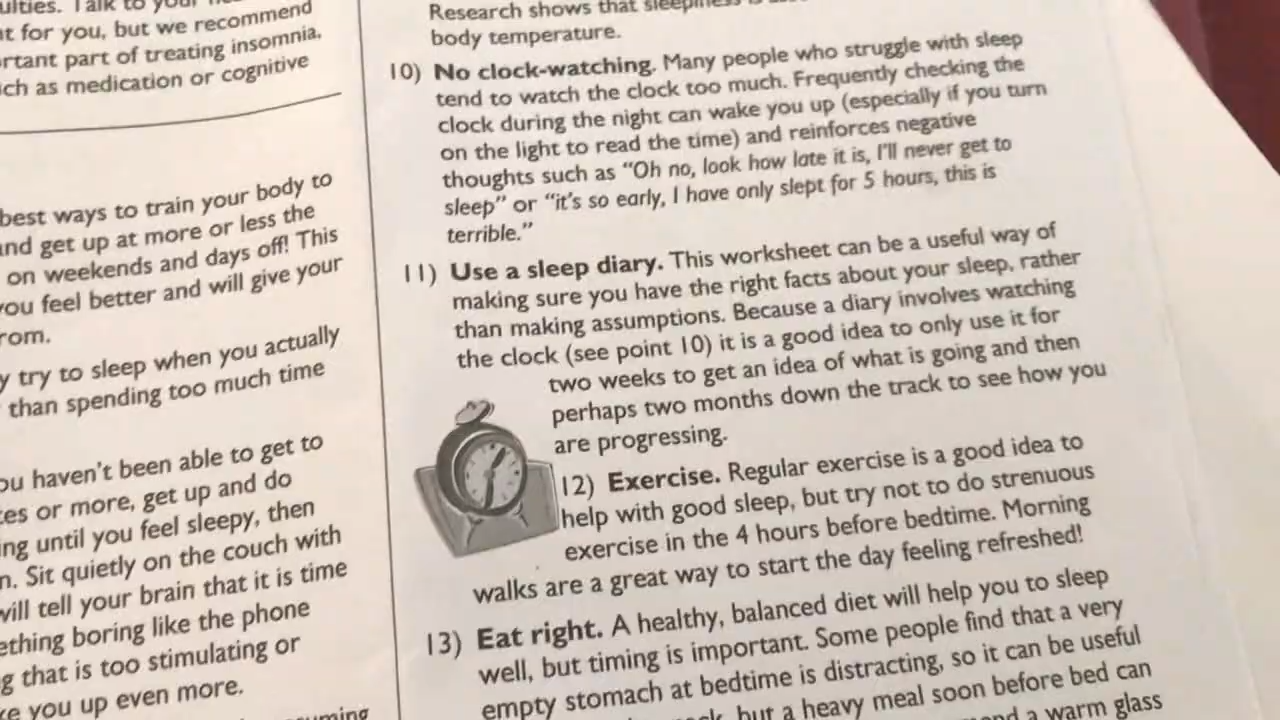 ulties. Talk to your
t for you, but we recommend
rtant part of treating insomnia.
ch as medication or cognitive
best ways to train your body to
nd get up at more or less the
on weekends and days off! This
you feel better and will give your
rom.
y try to sleep when you actually
than spending too much time
ou haven't been able to get to
tes or more, get up and do
ing until you feel sleepy, then
n. Sit quietly on the couch with
will tell your brain that it is time
ething boring like the phone
g that is too stimulating or
ke you up even more.
Research shows that sleepiness is
body temperature.
10) No clock-watching. Many people who struggle with sleep
tend to watch the clock too much. Frequently checking the
clock during the night can wake you up (especially if you turn
on the light to read the time) and reinforces negative
thoughts such as “Oh no, look how late it is, I’ll never get to
sleep” or “it’s so early, I have only slept for 5 hours, this is
terrible.”
11) Use a sleep diary. This worksheet can be a useful way of
making sure you have the right facts about your sleep, rather
than making assumptions. Because a diary involves watching
the clock (see point 10) it is a good idea to only use it for
two weeks to get an idea of what is going and then
perhaps two months down the track to see how you
are progressing.
12) Exercise. Regular exercise is a good idea to
help with good sleep, but try not to do strenuous
exercise in the 4 hours before bedtime. Morning
walks are a great way to start the day feeling refreshed!
13) Eat right. A healthy, balanced diet will help you to sleep
well, but timing is important. Some people find that a very
empty stomach at bedtime is distracting, so it can be useful
but a heavy meal soon before bed can
a warm glass